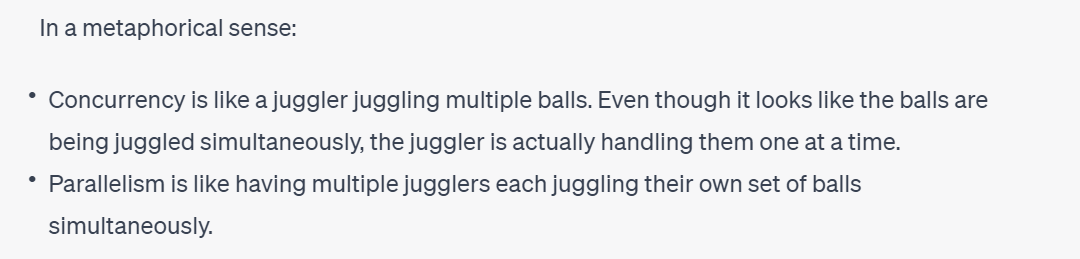 In a metaphorical sense:
• Concurrency is like a juggler juggling multiple balls. Even though it looks like the balls are
being juggled simultaneously, the juggler is actually handling them one at a time.
• Parallelism is like having multiple jugglers each juggling their own set of balls
simultaneously.